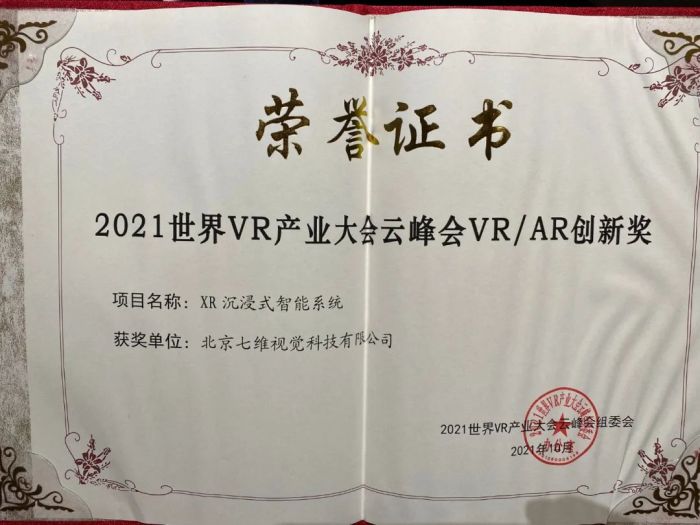 荣誉证书
2021世界VR产业大会云峰会VR/AR创新奖
项目名称：XR 沉浸式智能系统
获奖单位：北京七维视觉科技有限公司
2021世界VR产业大会云峰会组委会
2021年10月